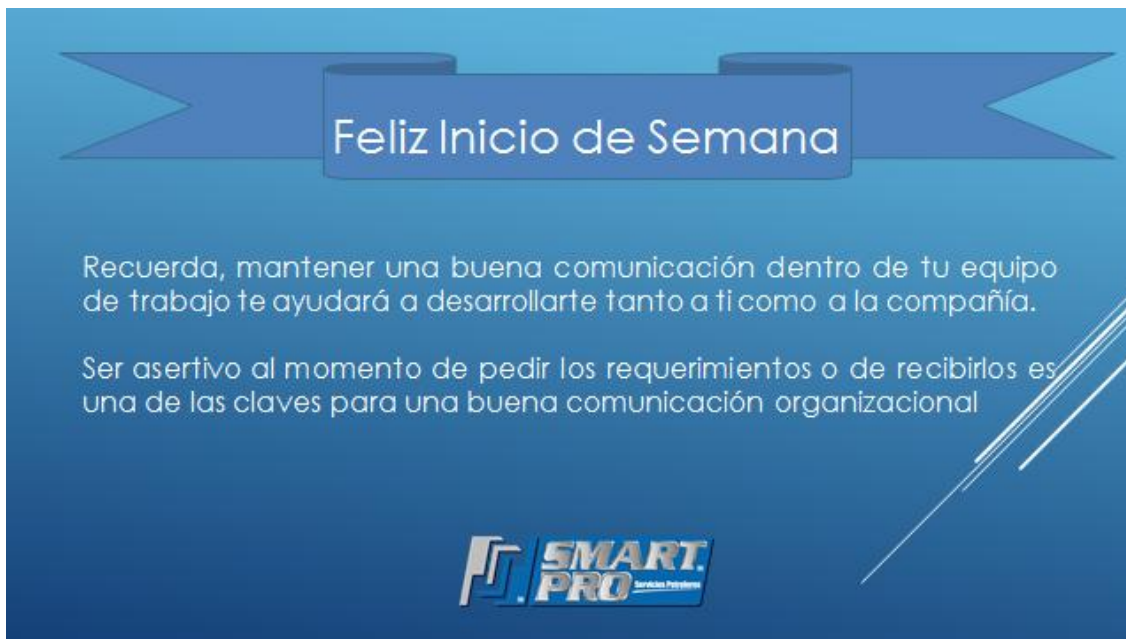 Feliz Inicio de Semana
Recuerda, mantener una buena comunicación dentro de tu equipo
de trabajo te ayudará a desarrollarte tanto a ti como a la compañía.
Ser asertivo al momento de pedir los requerimientos o de recibirlos es
una de las claves para una buena comunicación organizacional
SMART.
PRO Servicios Petroleros